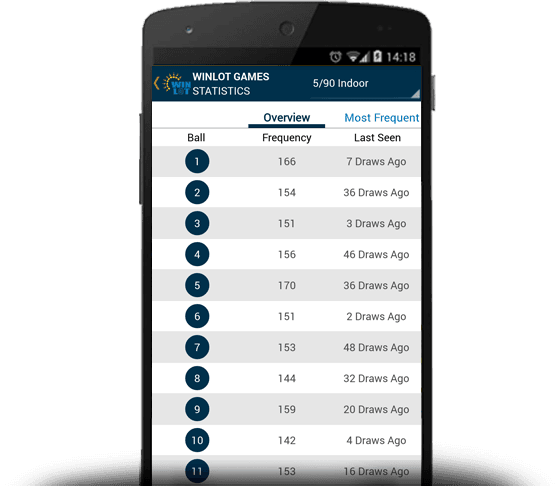 14:18
WIN
LOT
WINLOT GAMES
STATISTICS
5/90 Indoor
Overview Most Frequent
Ball Frequency Last Seen
1 166 7 Draws Ago
2 154 36 Draws Ago
3 151 3 Draws Ago
4 156 46 Draws Ago
5 170 36 Draws Ago
6 151 2 Draws Ago
7 153 48 Draws Ago
8 144 32 Draws Ago
9 159 20 Draws Ago
10 142 4 Draws Ago
11 153 16 Draws Ago